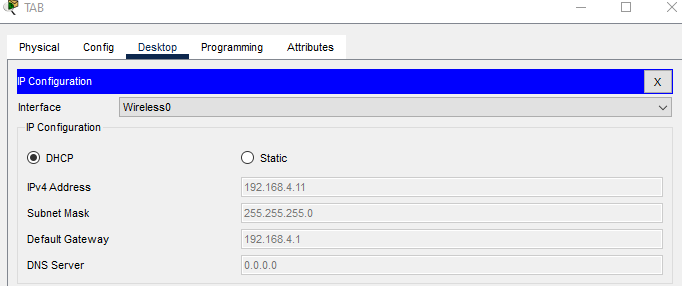 TAB
Physical Config Desktop Programming Attributes
IP Configuration X
Interface Wireless0
IP Configuration
DHCP Static
IPv4 Address 192.168.4.11
Subnet Mask 255.255.255.0
Default Gateway 192.168.4.1
DNS Server 0.0.0.0